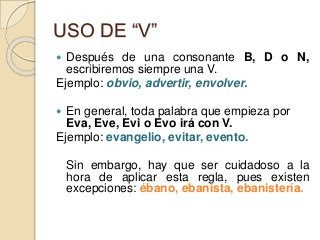 USO DE “V”
• Después de una consonante B, D o N,
escribiremos siempre una V.
Ejemplo: obvio, advertir, envolver.
• En general, toda palabra que empieza por
Eva, Eve, Evi o Evo irá con V.
Ejemplo: evangelio, evitar, evento.
Sin embargo, hay que ser cuidadoso a la
hora de aplicar esta regla, pues existen
excepciones: ébano, ebanista, ebanistería.